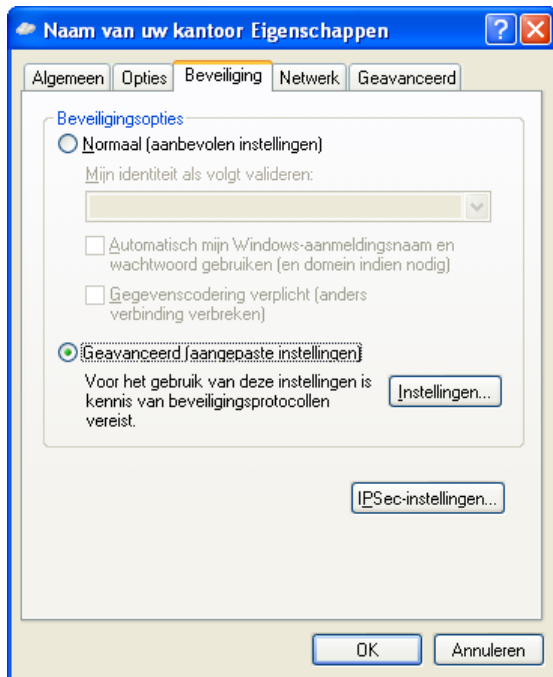 Naam van uw kantoor Eigenschappen
Algemeen Opties Beveiliging Netwerk Geavanceerd
Beveiligingsopties
Normaal (aanbevolen instellingen)
Mijn identiteit als volgt valideren:
Automatisch mijn Windows-aanmeldingsnaam en
wachtwoord gebruiken (en domein indien nodig)
Gegevenscodering verplicht (anders
verbinding verbreken)
Geavanceerd (aangepaste instellingen)
Voor het gebruik van deze instellingen is
kennis van beveiligingsprotocollen
vereist.
Instellingen...
IPSec-instellingen...
OK Annuleren